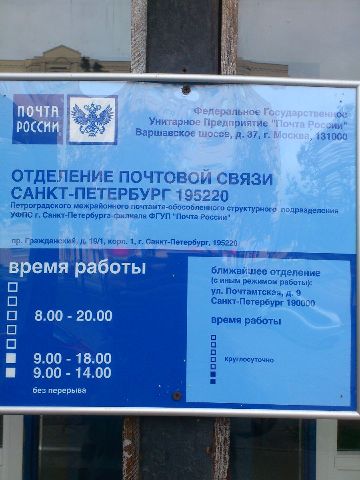 ПОЧТА
РОССИИ
Федеральное Государственное
Унитарное Предприятие "Почта России"
Варшавское шоссе, д. 37, г. Москва, 131000
ОТДЕЛЕНИЕ ПОЧТОВОЙ СВЯЗИ
САНКТ-ПЕТЕРБУРГ 195220
Петроградского межрайонного почтамта-обособленного структурного подразделения
УФПС г. Санкт-Петербурга-филиала ФГУП "Почта России"
пр. Гражданский, д. 19/1, корп. 1, г. Санкт-Петербург, 195220
время работы
8.00 - 20.00
9.00 - 18.00
9.00 - 14.00
без перерыва
ближайшее отделение
(с иным режимом работы):
ул. Почтамтская, д. 9
Санкт-Петербург 190000
время работы
круглосуточно